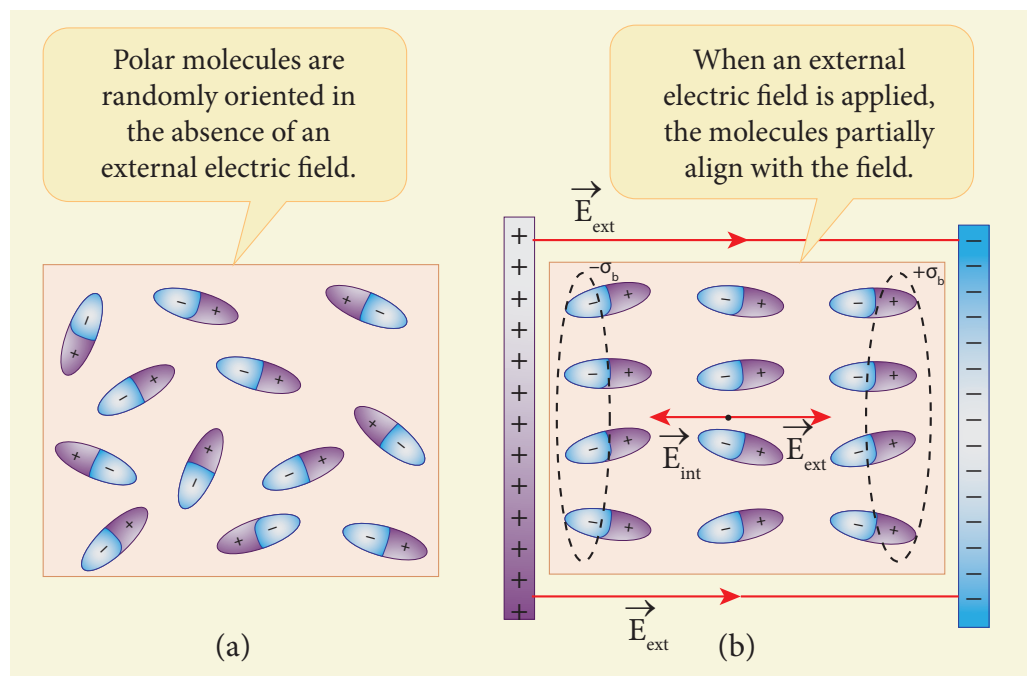 Polar molecules are
randomly oriented in
the absence of an
external electric field.
When an external
electric field is applied,
the molecules partially
align with the field.
E⃗ext
−σb
+σb
E⃗int
E⃗ext
E⃗ext
(a)
(b)